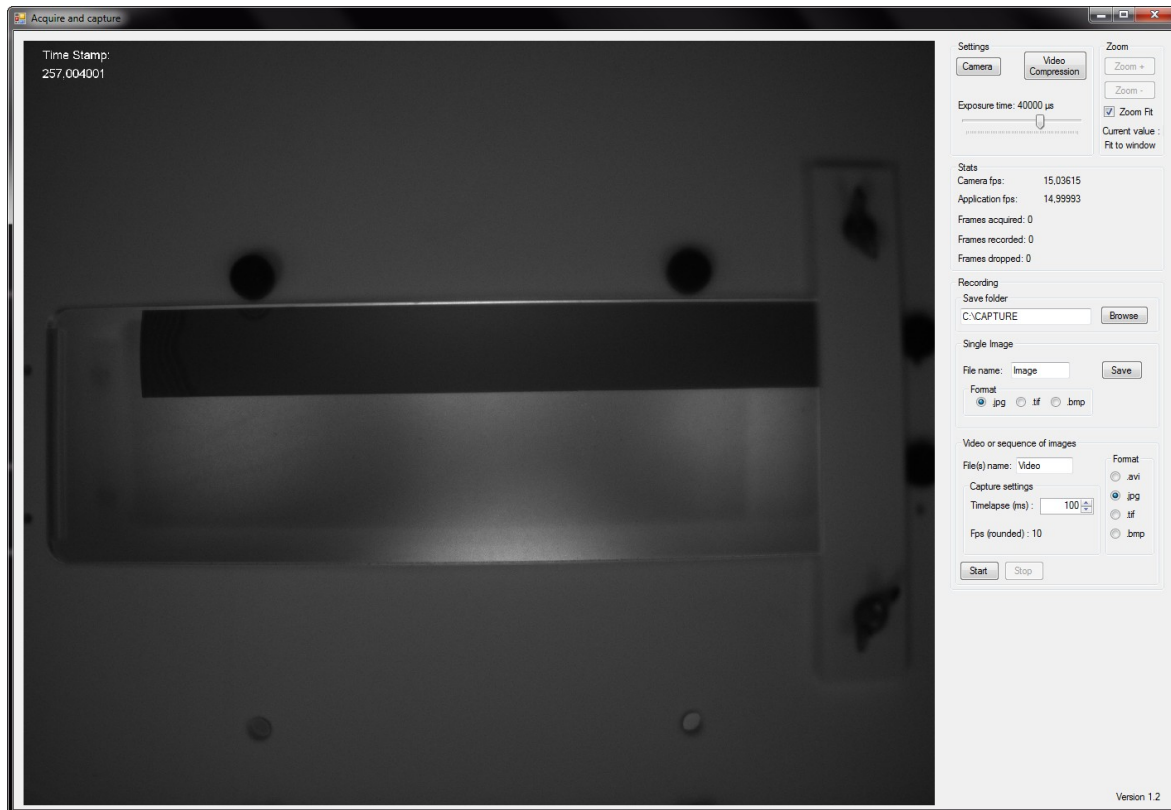 Acquire and capture
Time Stamp:
257,004001
Settings
Camera
Video
Compression
Exposure time: 40000 µs
Zoom
Zoom +
Zoom -
Zoom Fit
Current value :
Fit to window
Stats
Camera fps: 15,03615
Application fps: 14,99993
Frames acquired: 0
Frames recorded: 0
Frames dropped: 0
Recording
Save folder
C:\CAPTURE Browse
Single Image
File name: Image Save
Format
.jpg .tif .bmp
Video or sequence of images
File(s) name: Video
Capture settings
Timelapse (ms) : 100
Fps (rounded) : 10
Format
.avi
.jpg
.tif
.bmp
Start Stop
Version 1.2